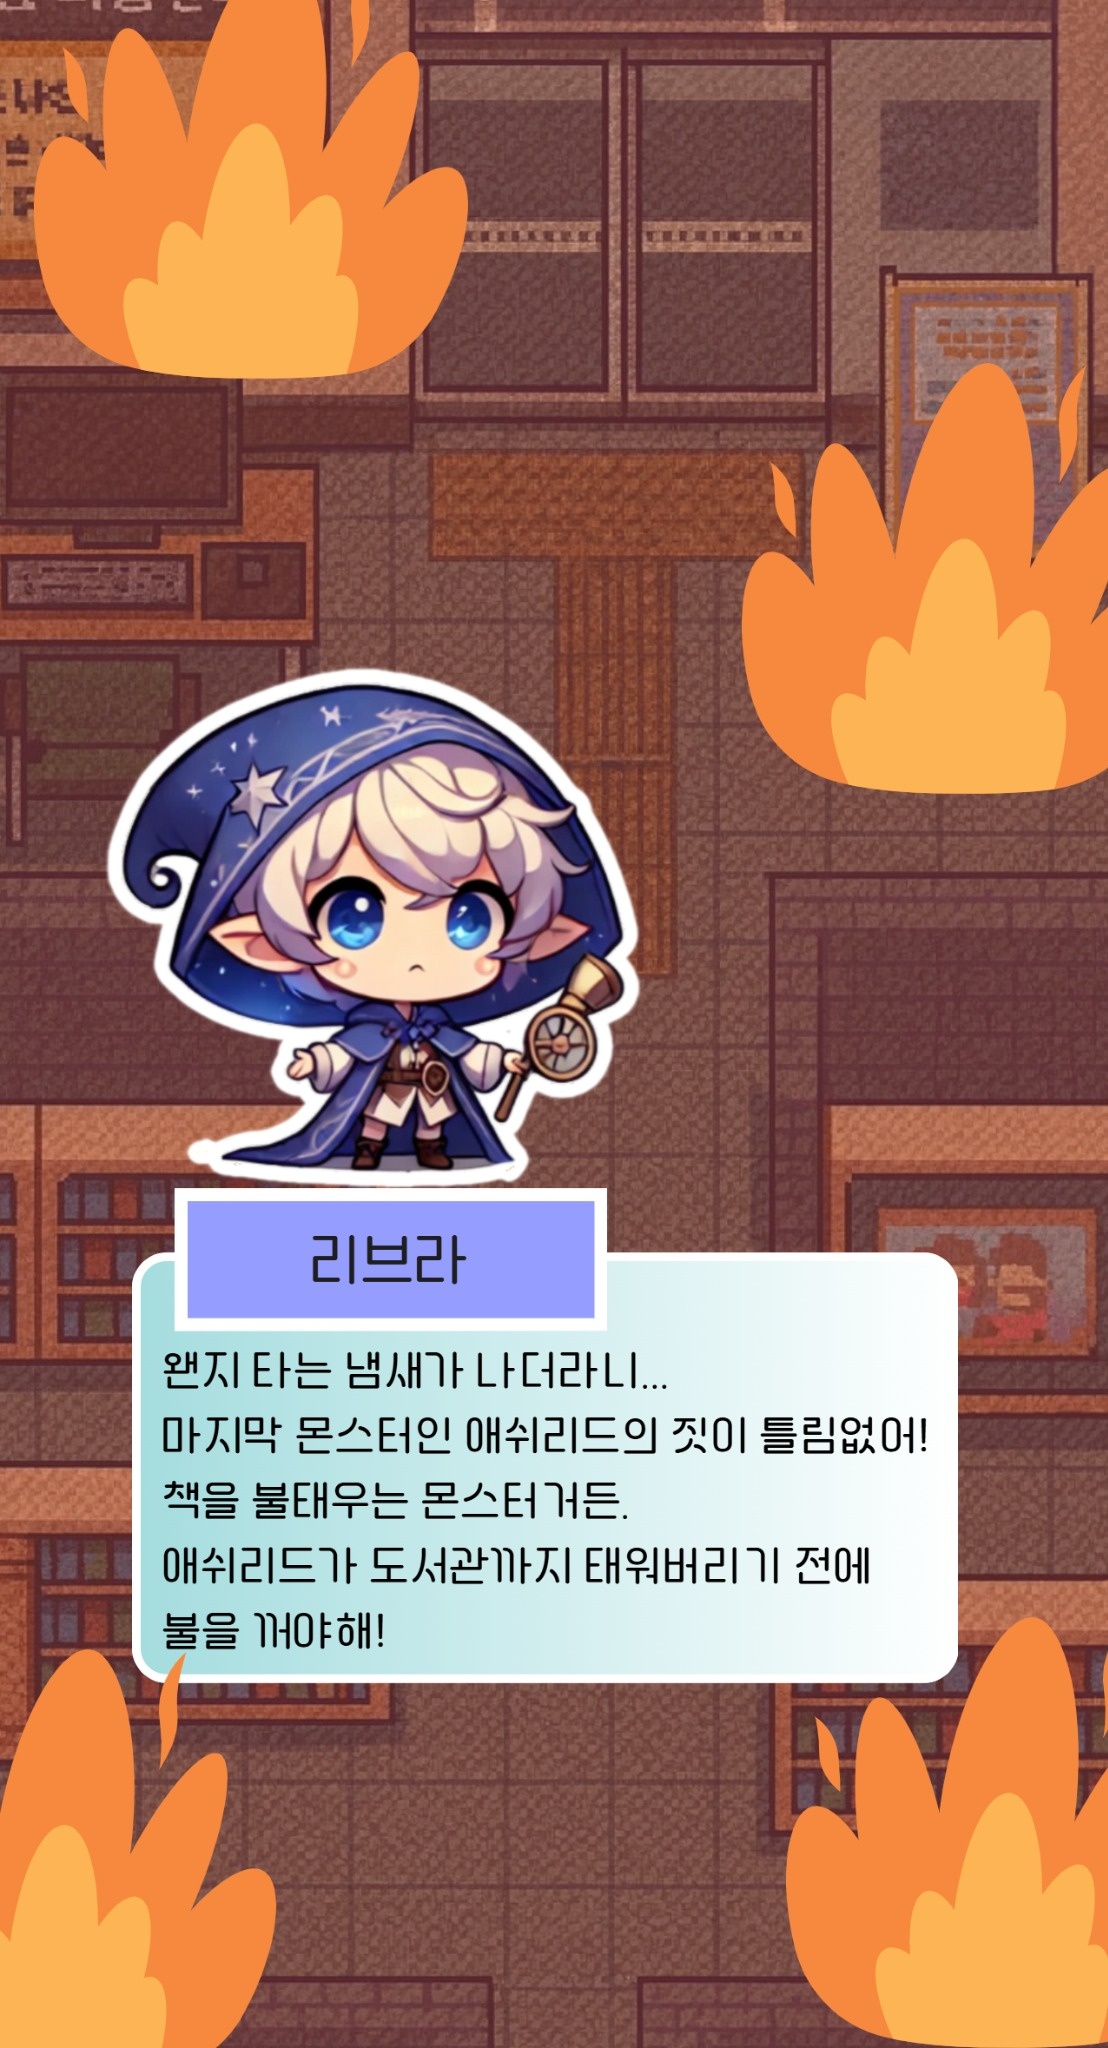 리브라
왠지 타는 냄새가 나더라니...
마지막 몬스터인 애쉬리드의 짓이 틀림없어!
책을 불태우는 몬스터거든.
애쉬리드가 도서관까지 태워버리기 전에
불을 꺼야해!